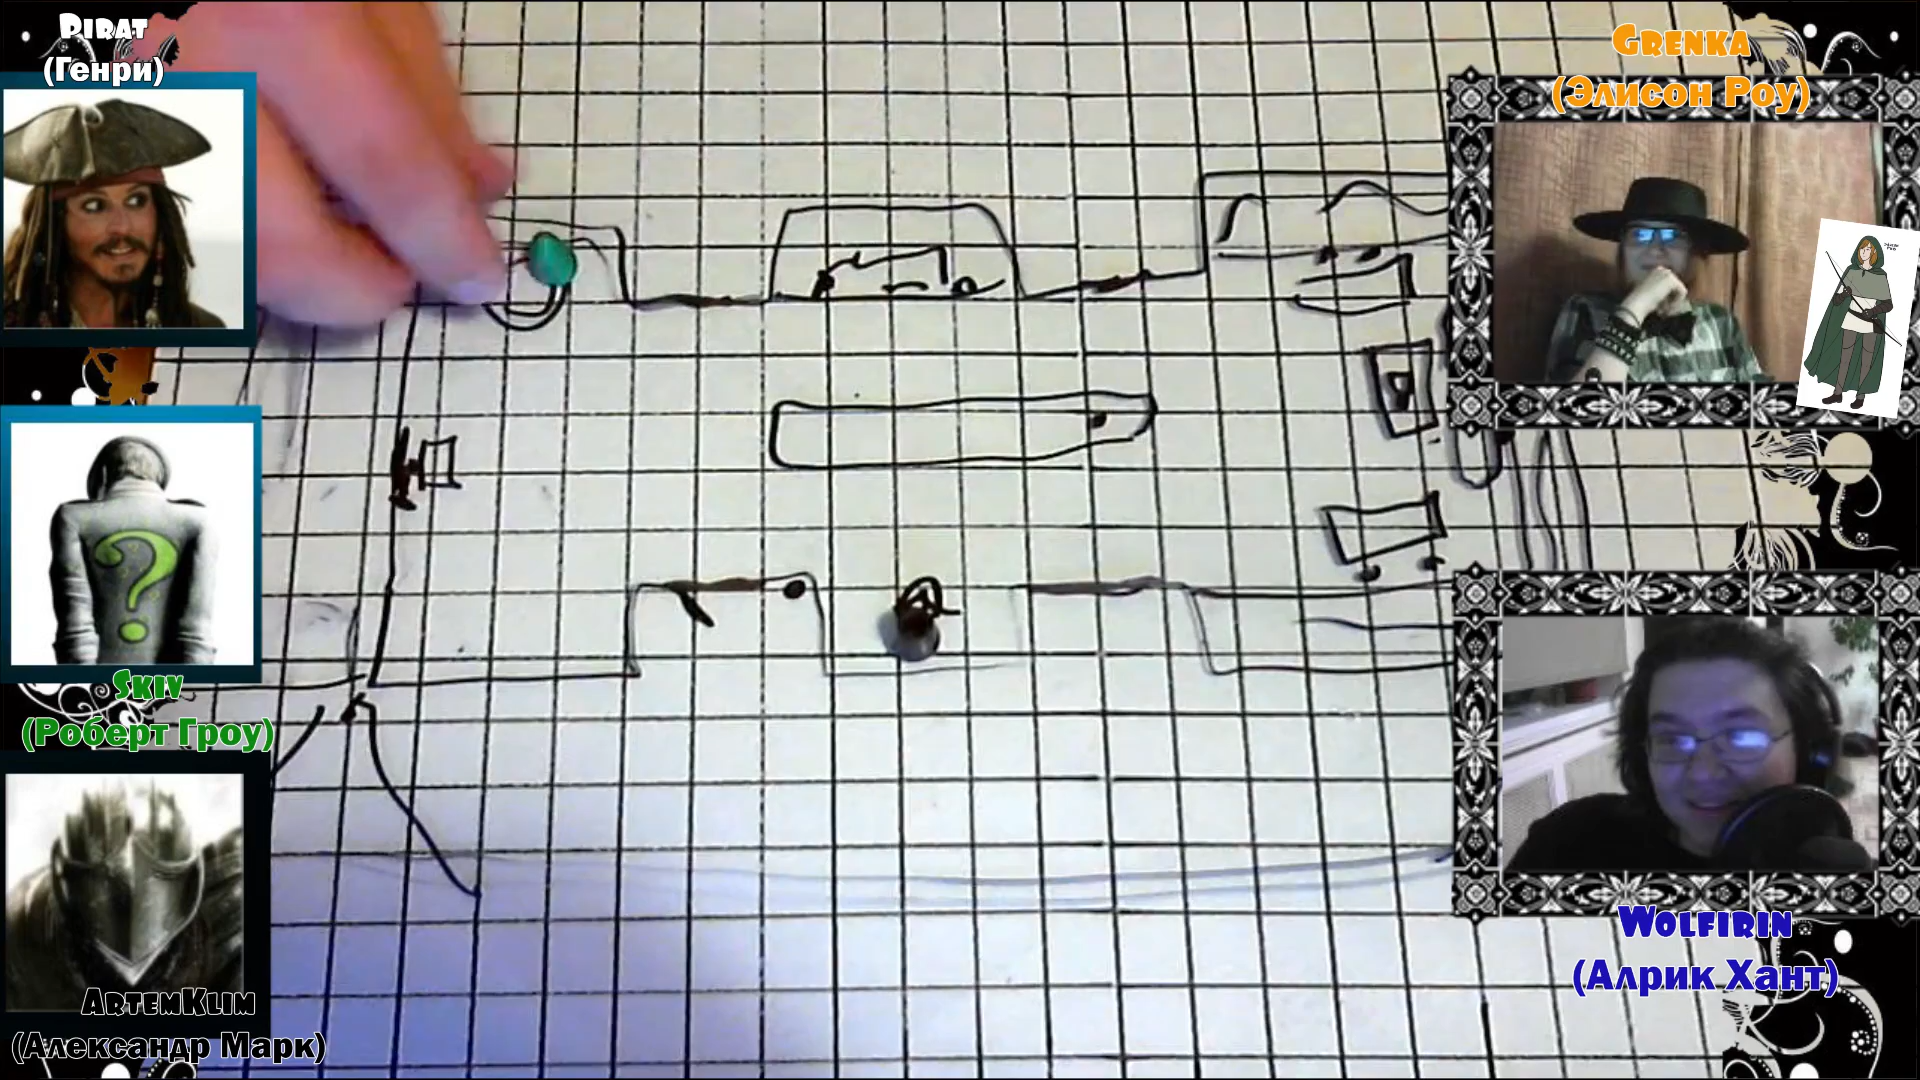 Pirat
(Генри)
Skiv
(Роберт Гроу)
ArtemKlim
(Александр Марк)
Grenka
(Элисон Роу)
Wolfirin
(Алрик Хант)